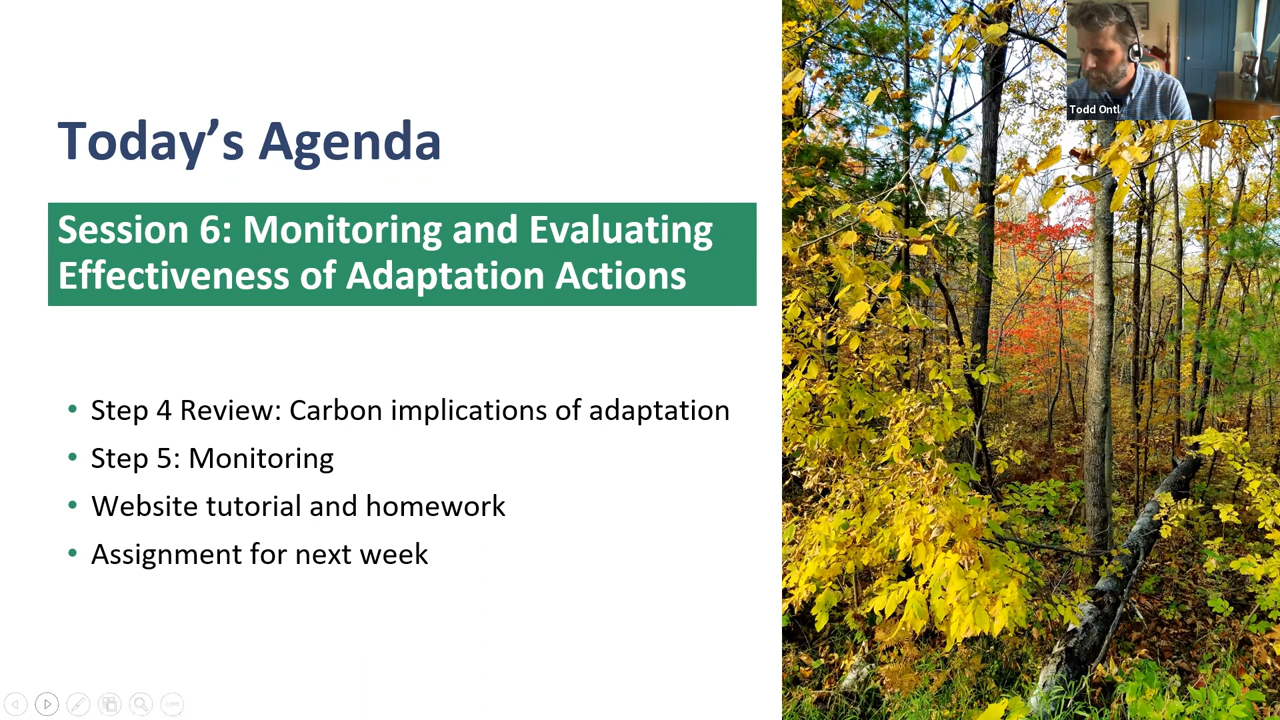 Todd Ontl
Today’s Agenda
Session 6: Monitoring and Evaluating
Effectiveness of Adaptation Actions
• Step 4 Review: Carbon implications of adaptation
• Step 5: Monitoring
• Website tutorial and homework
• Assignment for next week